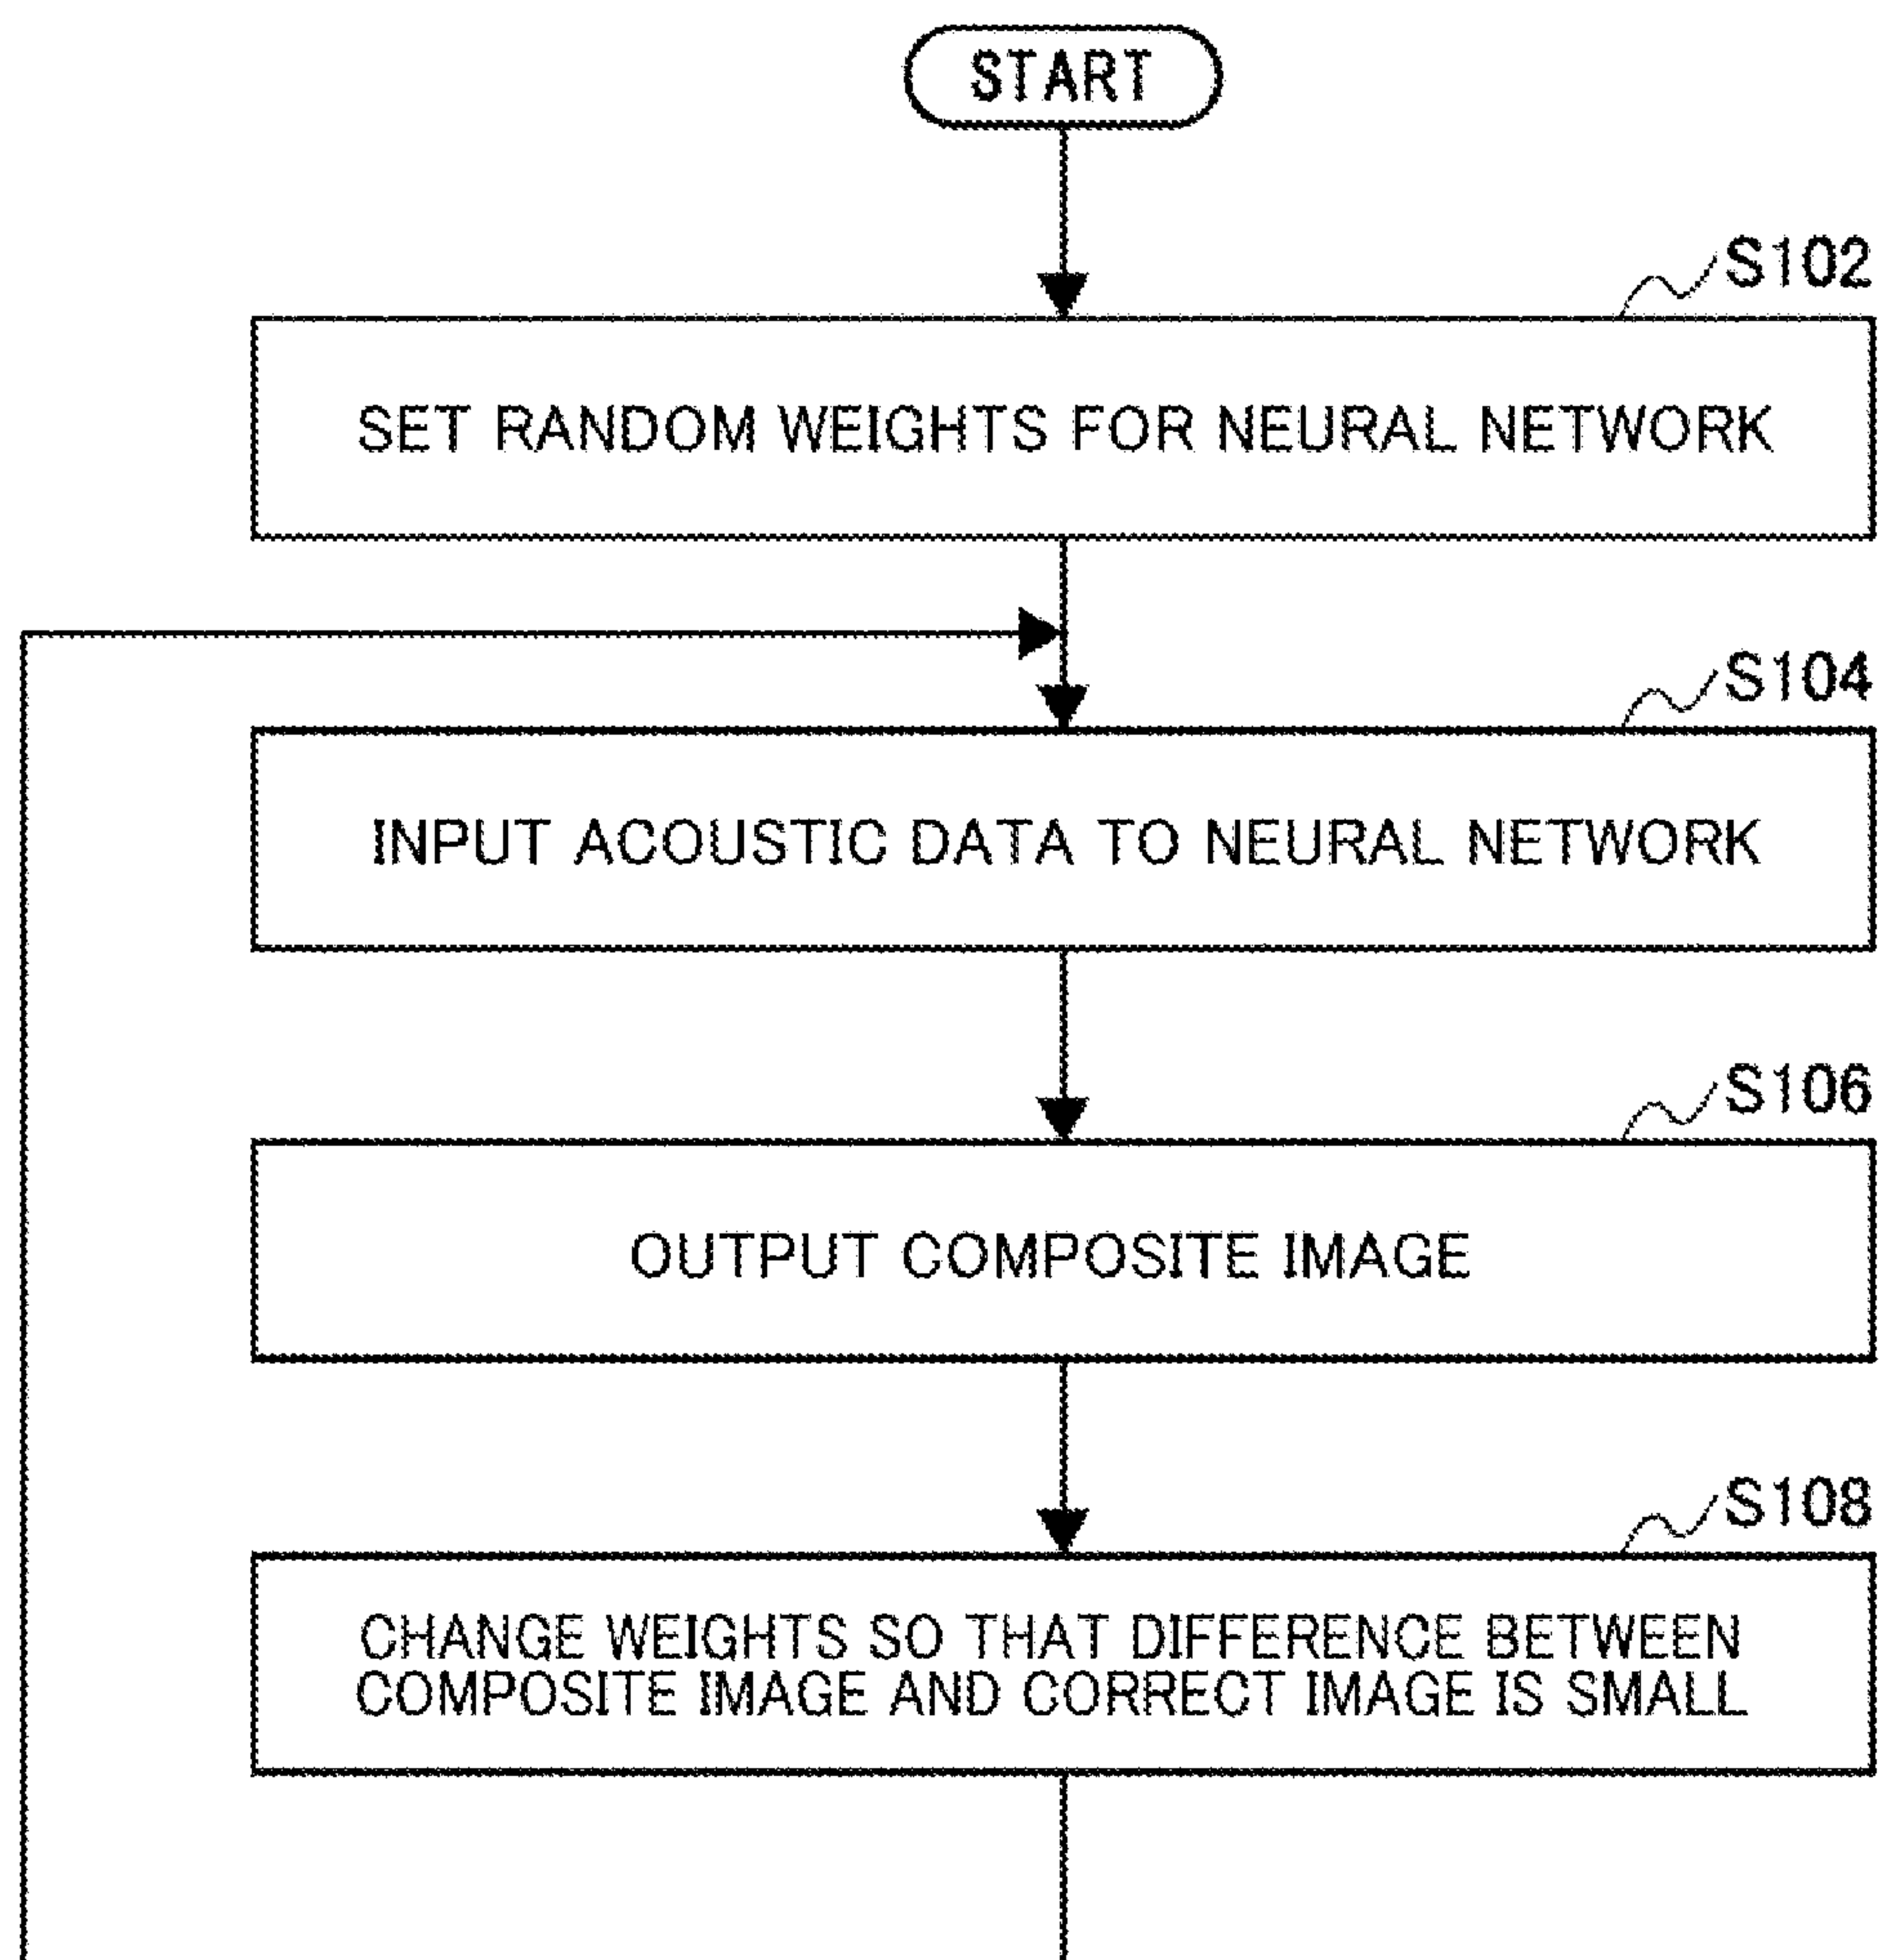 START
S102
SET RANDOM WEIGHTS FOR NEURAL NETWORK
S104
INPUT ACOUSTIC DATA TO NEURAL NETWORK
S106
OUTPUT COMPOSITE IMAGE
S108
CHANGE WEIGHTS SO THAT DIFFERENCE BETWEEN
COMPOSITE IMAGE AND CORRECT IMAGE IS SMALL